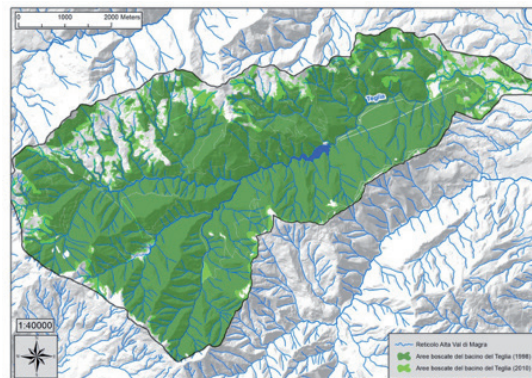 0 1000 2000 Meters
Teglia
1:40000
Reticolo Alta Val di Magra
Aree boscate del bacino del Teglia (1998)
Aree boscate del bacino del Teglia (2010)